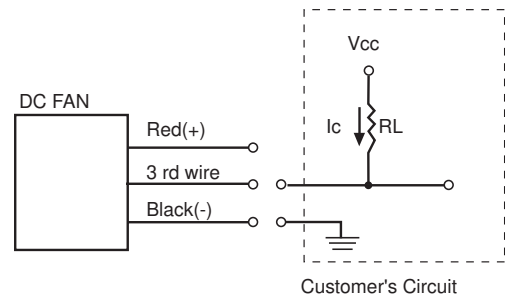 Vcc
DC FAN
Red(+)
Ic
RL
3 rd wire
Black(-)
Customer's Circuit